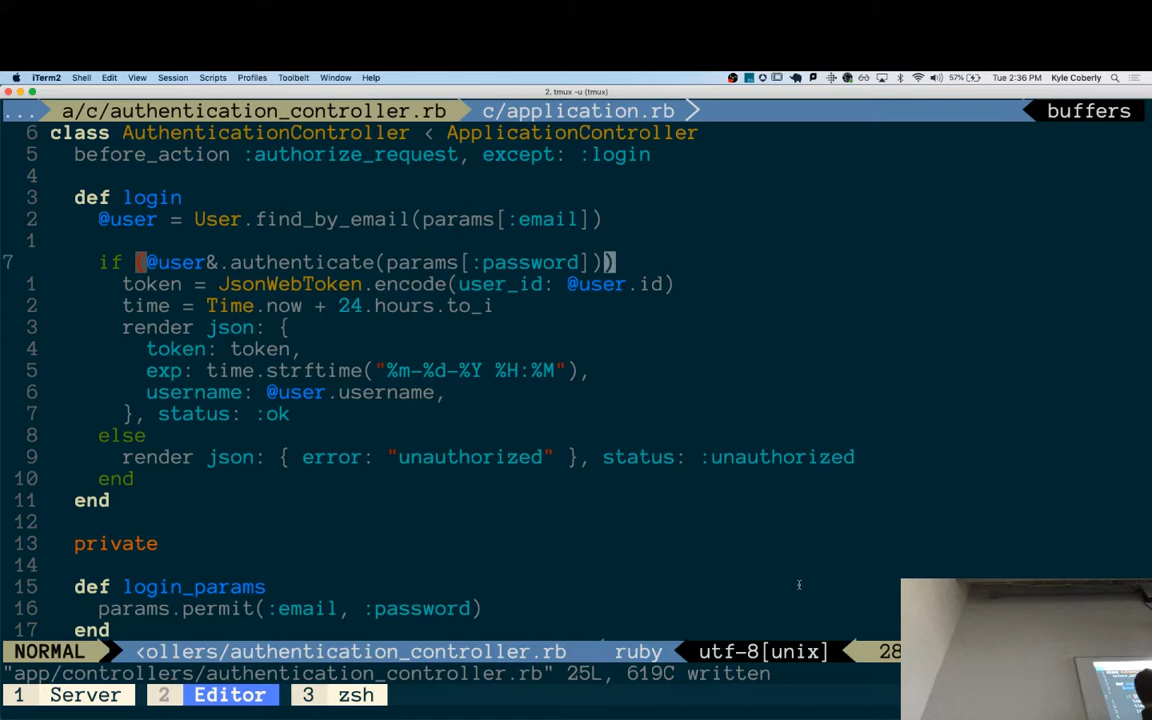 iTerm2 Shell Edit View Session Scripts Profiles Toolbelt Window Help 57% Tue 2:36 PM Kyle Coberly
2. tmux -u (tmux)
... a/c/authentication_controller.rb c/application.rb buffers
6 class AuthenticationController < ApplicationController
5 before_action :authorize_request, except: :login
4
3 def login
2 @user = User.find_by_email(params[:email])
1
7 if (@user&.authenticate(params[:password]))
1 token = JsonWebToken.encode(user_id: @user.id)
2 time = Time.now + 24.hours.to_i
3 render json: {
4 token: token,
5 exp: time.strftime("%m-%d-%Y %H:%M"),
6 username: @user.username,
7 }, status: :ok
8 else
9 render json: { error: "unauthorized" }, status: :unauthorized
10 end
11 end
12
13 private
14
15 def login_params
16 params.permit(:email, :password)
17 end
NORMAL <ollers/authentication_controller.rb ruby utf-8[unix] 28
"app/controllers/authentication_controller.rb" 25L, 619C written
1 Server 2 Editor 3 zsh